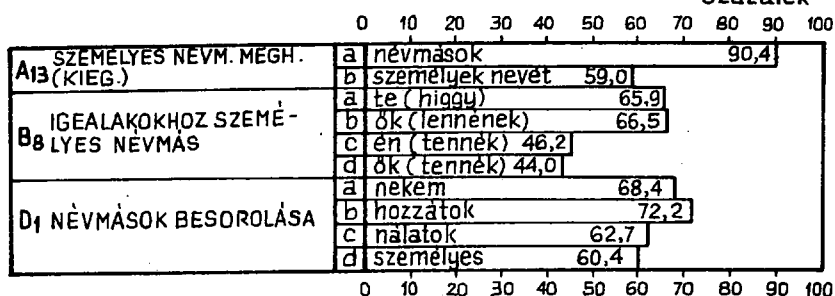 Százalék
0 10 20 30 40 50 60 70 80 90 100
A13 SZEMÉLYES NÉVM. MEGH. (KIEG.)
a névmások 90,4
b személyek nevét 59,0
B8 IGEALAKOKHOZ SZEMÉ-
LYES NÉVMÁS
a te (higgy) 65,9
b ők (lennének) 66,5
c én (tennék) 46,2
d ők (tennék) 44,0
D1 NÉVMÁSOK BESOROLÁSA
a nekem 68,4
b hozzátok 72,2
c nálatok 62,7
d személyes 60,4
0 10 20 30 40 50 60 70 80 90 100